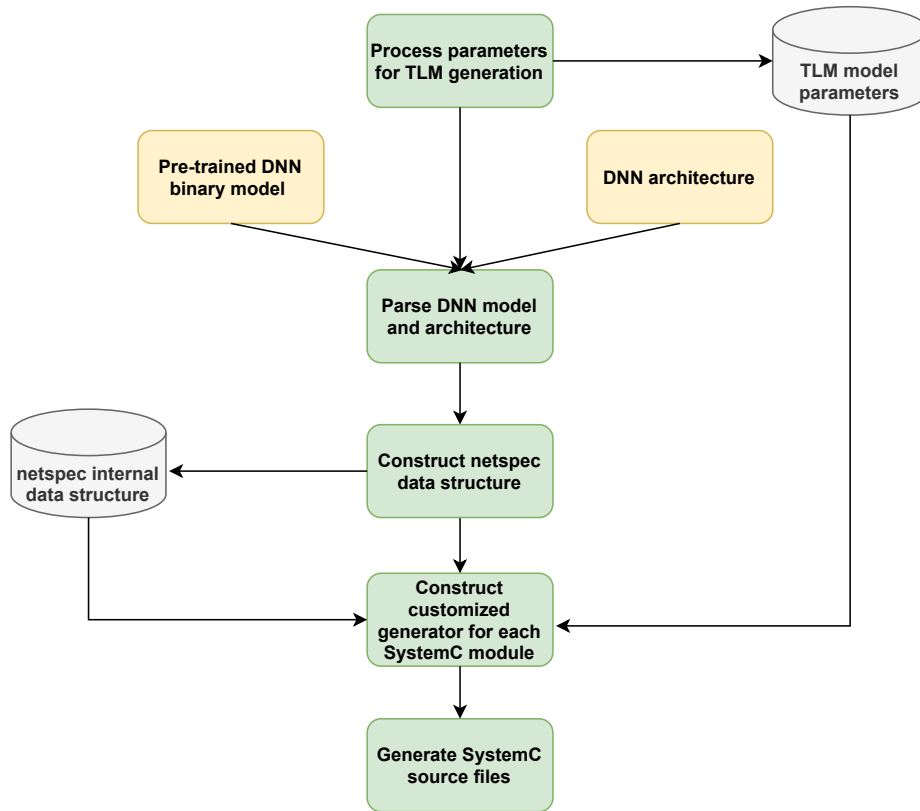 Process parameters
for TLM generation
TLM model
parameters
Pre-trained DNN
binary model
DNN architecture
Parse DNN model
and architecture
netspec internal
data structure
Construct netspec
data structure
Construct
customized
generator for each
SystemC module
Generate SystemC
source files